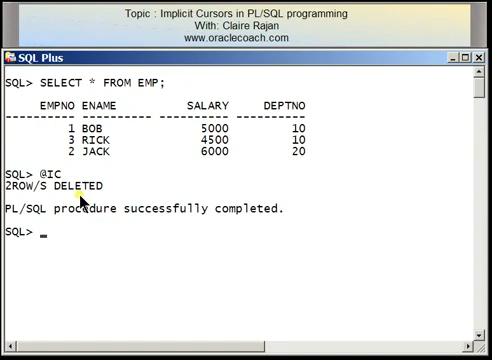 Topic : Implicit Cursors in PL/SQL programming
With: Claire Rajan
www.oraclecoach.com
SQL Plus
SQL> SELECT * FROM EMP;
EMPNO ENAME SALARY DEPTNO
---------- ---------- ---------- ----------
1 BOB 5000 10
3 RICK 4500 10
2 JACK 6000 20
SQL> @IC
2ROW/S DELETED
PL/SQL procedure successfully completed.
SQL> _